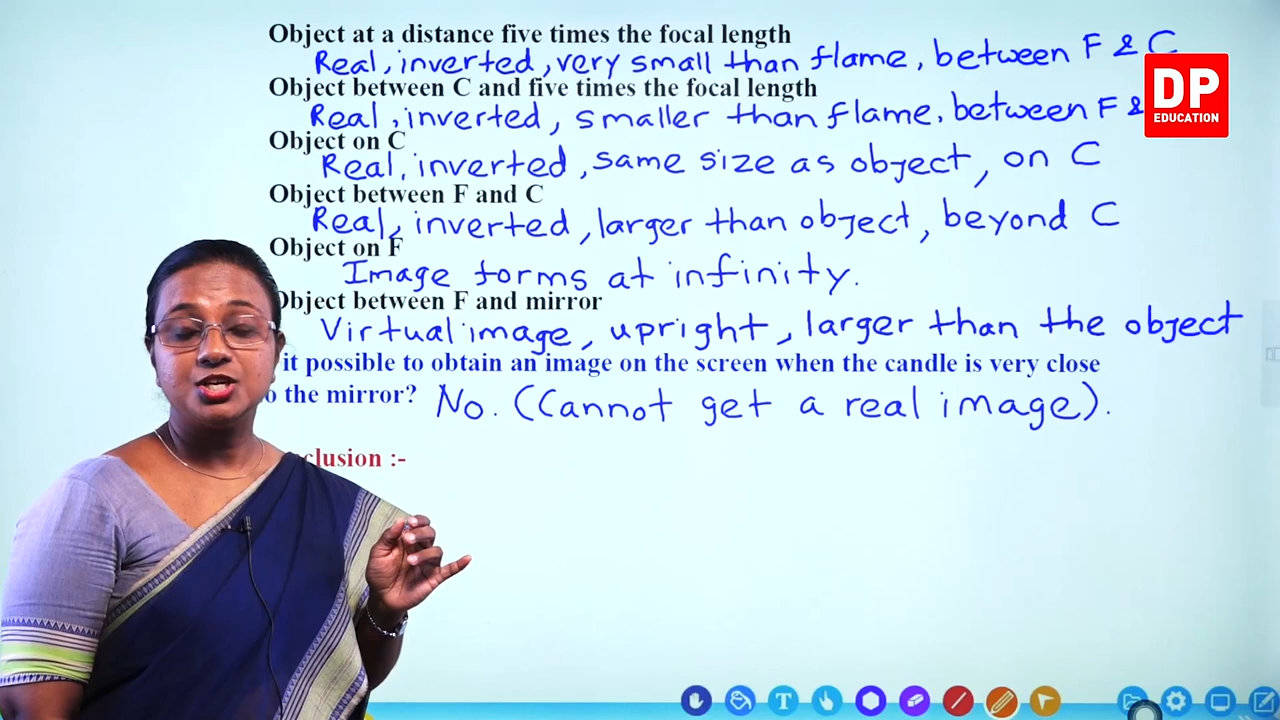 Object at a distance five times the focal length
Real, inverted, very small than flame, between F & C
DP
EDUCATION
Object between C and five times the focal length
Real, inverted, smaller than flame, between F &
Object on C
Real, inverted, same size as object, on C
Object between F and C
Real, inverted, larger than object, beyond C
Object on F
Image forms at infinity.
Object between F and mirror
Virtual image, upright, larger than the object
it possible to obtain an image on the screen when the candle is very close
the mirror? No. (Cannot get a real image).
clusion :-
T